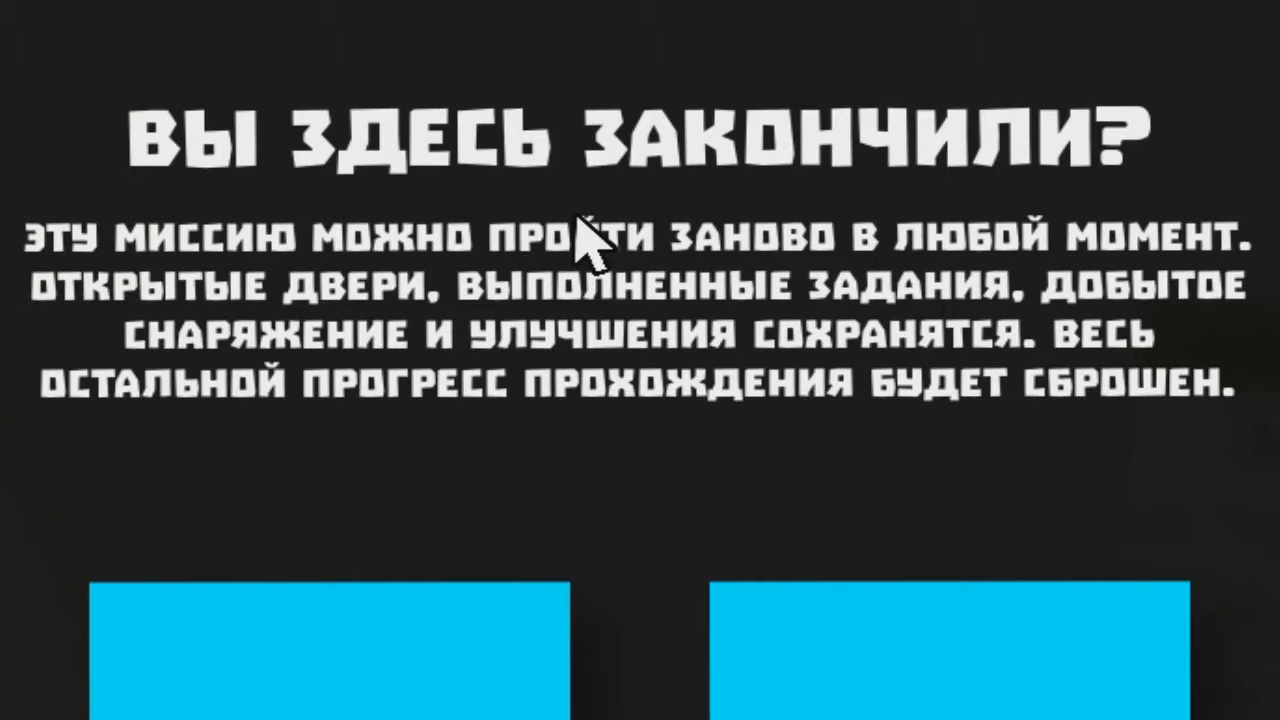 ВЫ ЗДЕСЬ ЗАКОНЧИЛИ?
ЭТУ МИССИЮ МОЖНО ПРОЙТИ ЗАНОВО В ЛЮБОЙ МОМЕНТ.
ОТКРЫТЫЕ ДВЕРИ, ВЫПОЛНЕННЫЕ ЗАДАНИЯ, ДОБЫТОЕ
СНАРЯЖЕНИЕ И УЛУЧШЕНИЯ СОХРАНЯТСЯ. ВЕСЬ
ОСТАЛЬНОЙ ПРОГРЕСС ПРОХОЖДЕНИЯ БУДЕТ СБРОШЕН.